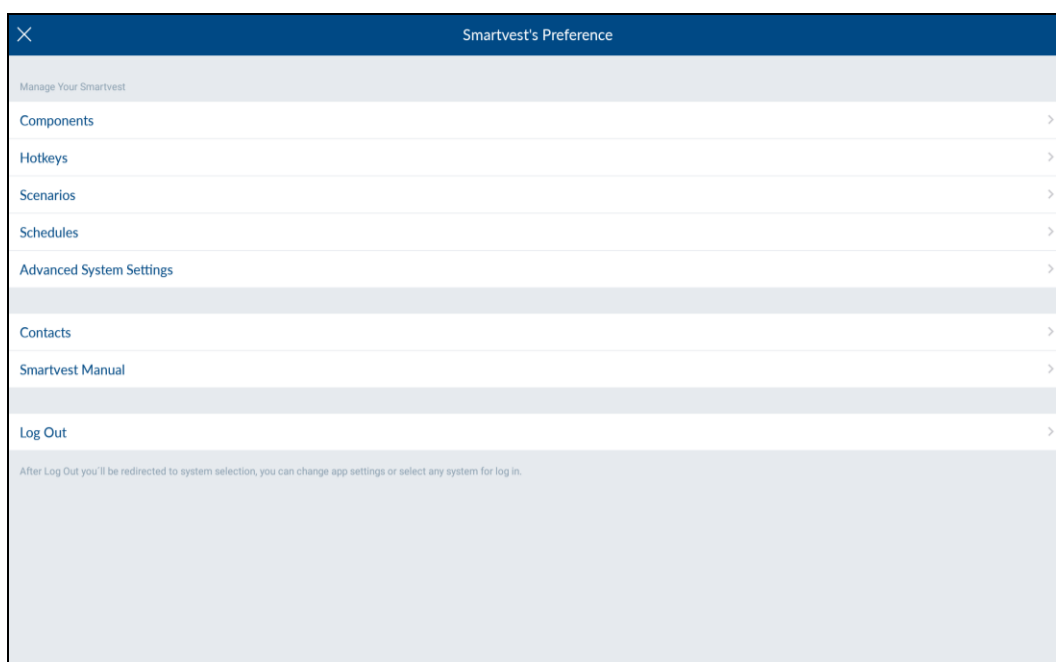 Smartvest's Preference
Manage Your Smartvest
Components
Hotkeys
Scenarios
Schedules
Advanced System Settings
Contacts
Smartvest Manual
Log Out
After Log Out you`ll be redirected to system selection, you can change app settings or select any system for log in.